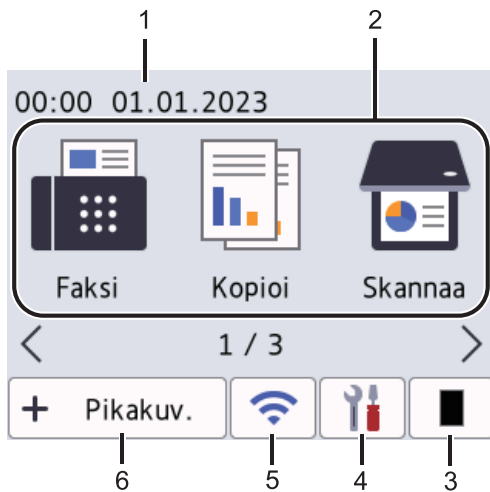 1 2
00:00 01.01.2023
Faksi Kopioi Skannaa
1 / 3
+ Pikakuv.
6 5 4 3